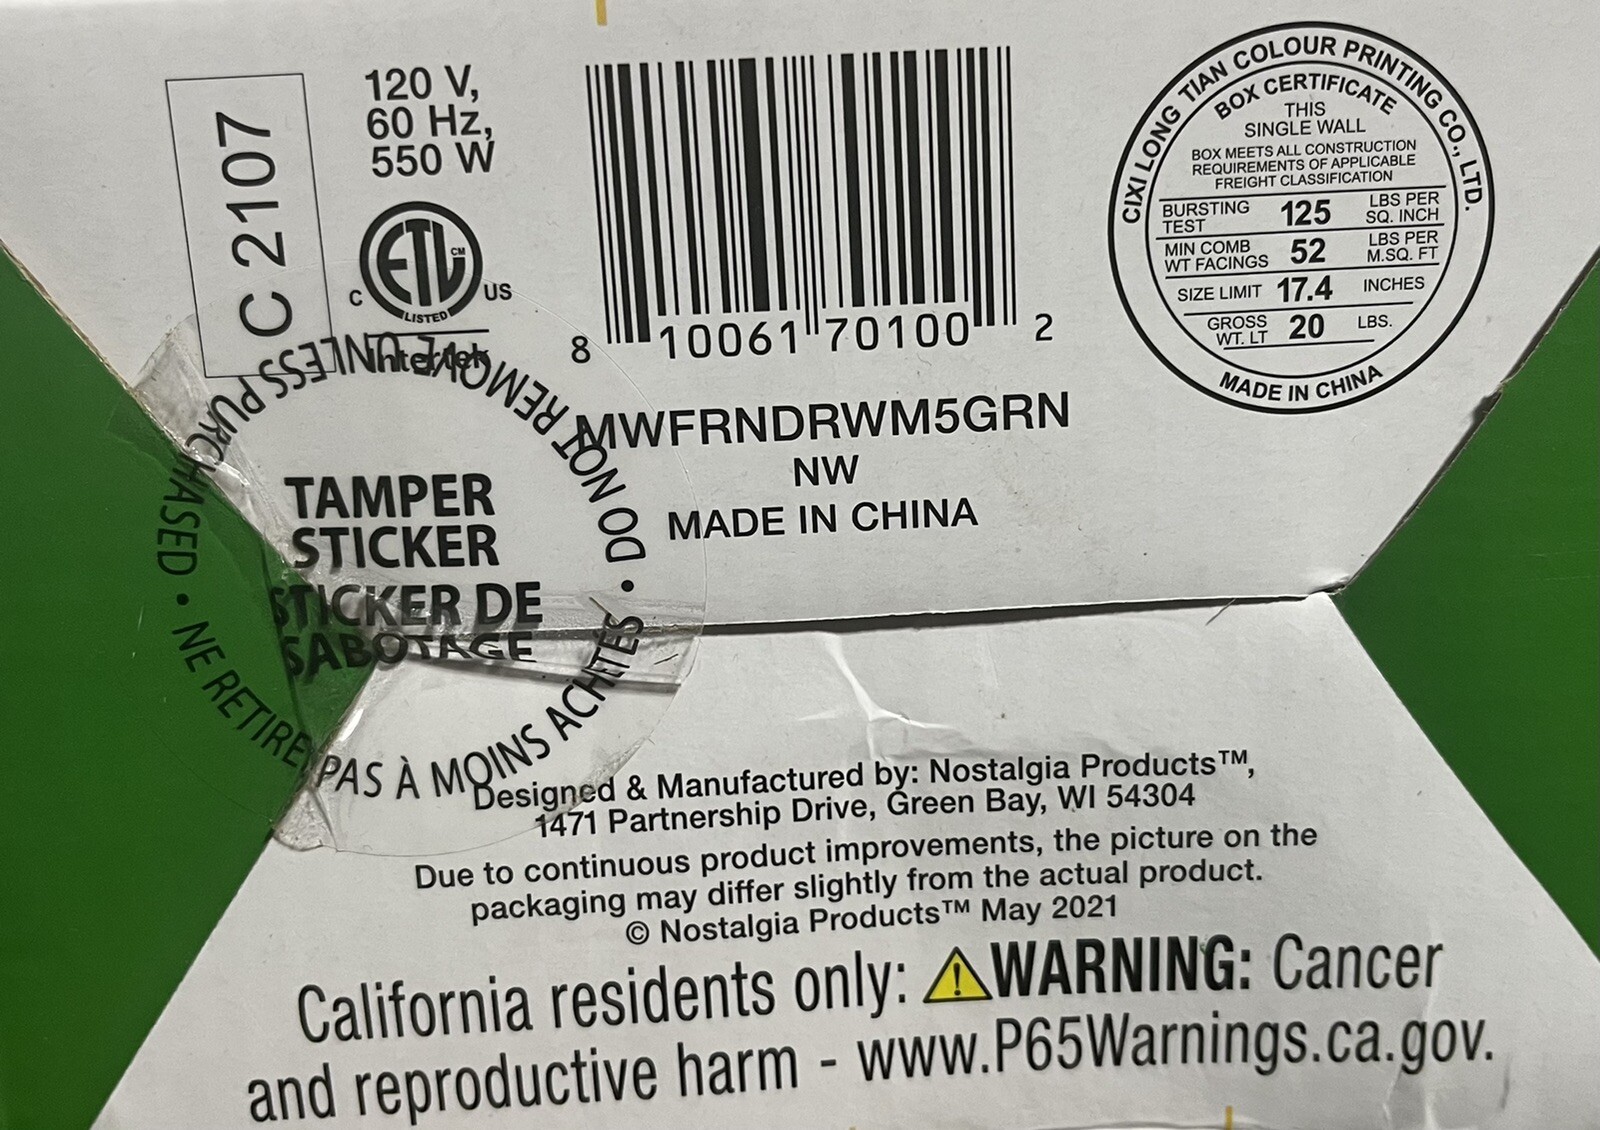 C 2107
120 V,
60 Hz,
550 W
ETL CM
C US
LISTED
Intertek
8 10061 70100 2
MWFRNDRWM5GRN
NW
MADE IN CHINA
CIXI LONG TIAN COLOUR PRINTING CO., LTD.
BOX CERTIFICATE
THIS
SINGLE WALL
BOX MEETS ALL CONSTRUCTION
REQUIREMENTS OF APPLICABLE
FREIGHT CLASSIFICATION
BURSTING TEST 125 LBS PER SQ. INCH
MIN COMB WT FACINGS 52 LBS PER M.SQ. FT
SIZE LIMIT 17.4 INCHES
GROSS WT. LT 20 LBS.
MADE IN CHINA
TAMPER
STICKER
STICKER DE
SABOTAGE
• DO NOT REMOVE UNLESS PURCHASED
• NE RETIRE PAS À MOINS ACHETÉS
Designed & Manufactured by: Nostalgia Products™,
1471 Partnership Drive, Green Bay, WI 54304
Due to continuous product improvements, the picture on the
packaging may differ slightly from the actual product.
© Nostalgia Products™ May 2021
California residents only: ⚠WARNING: Cancer
and reproductive harm - www.P65Warnings.ca.gov.